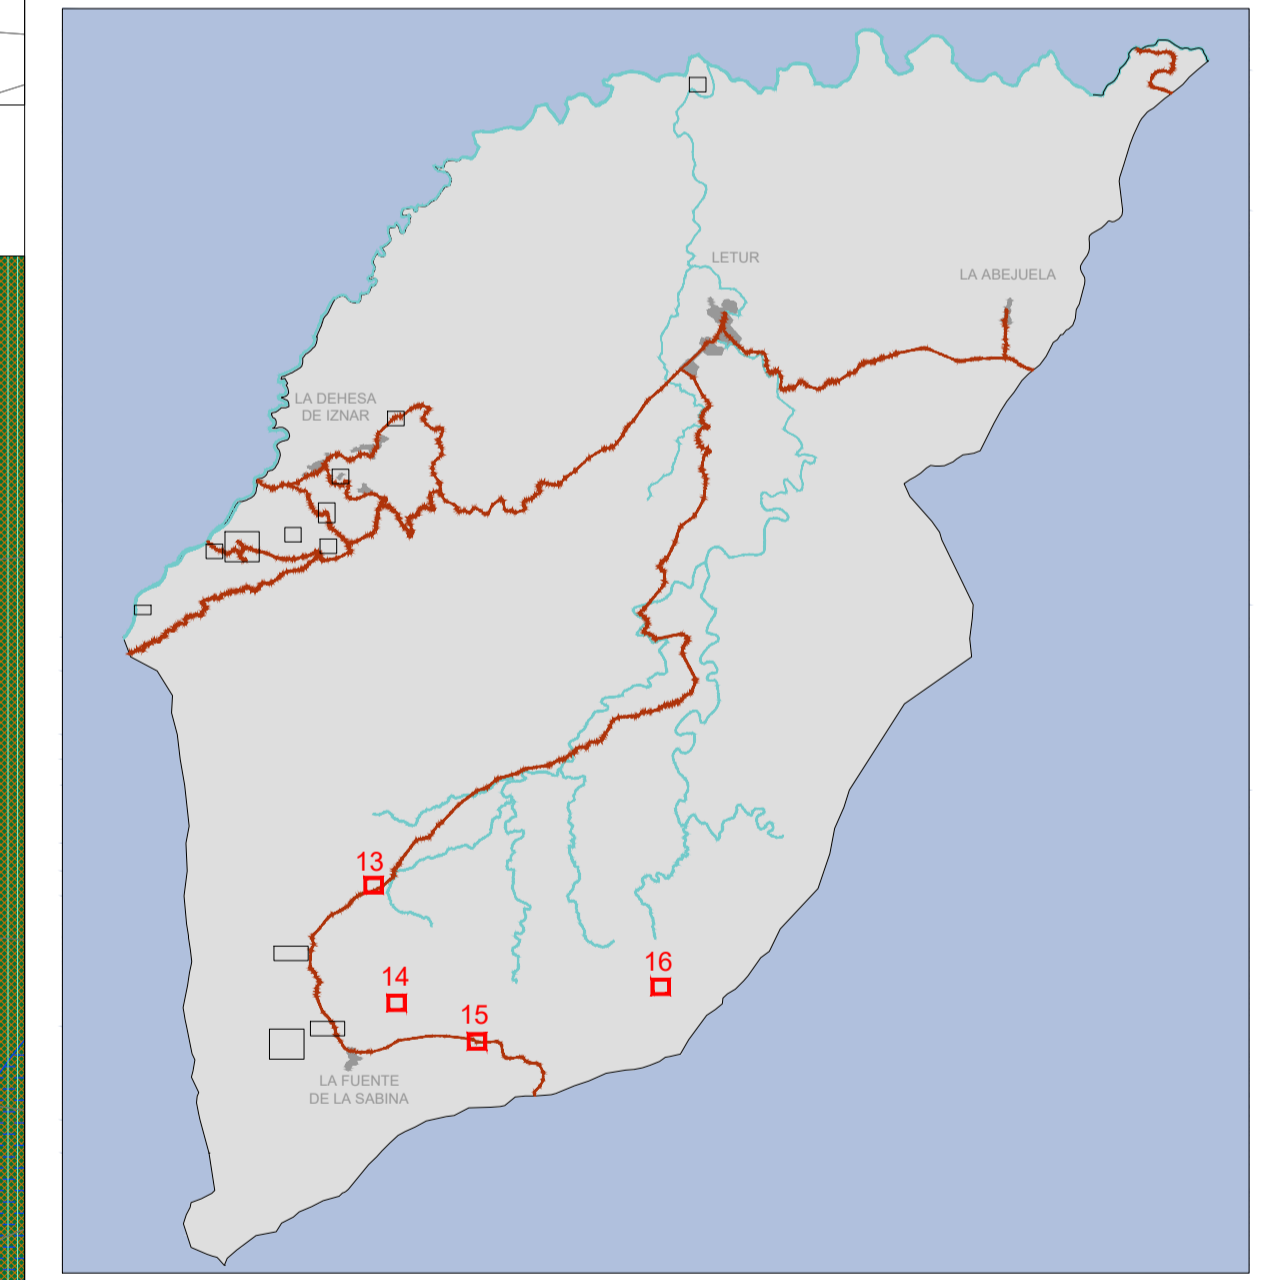 LETUR
LA ABEJUELA
LA DEHESA
DE IZNAR
13
14
16
15
LA FUENTE
DE LA SABINA